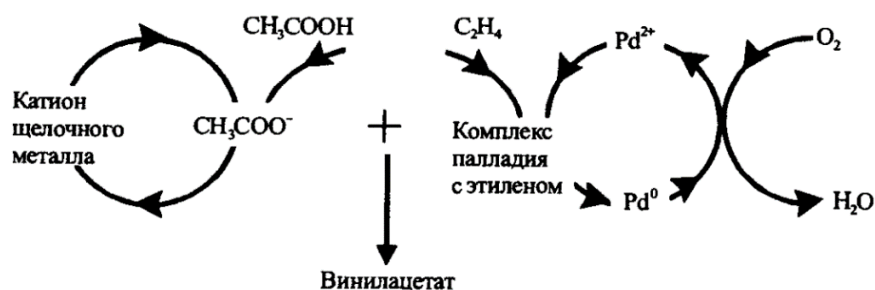 CH₃COOH
C₂H₄
Pd²⁺
O₂
Катион
щелочного
металла
CH₃COO⁻
+
Комплекс
палладия
с этиленом
Pd⁰
H₂O
Винилацетат